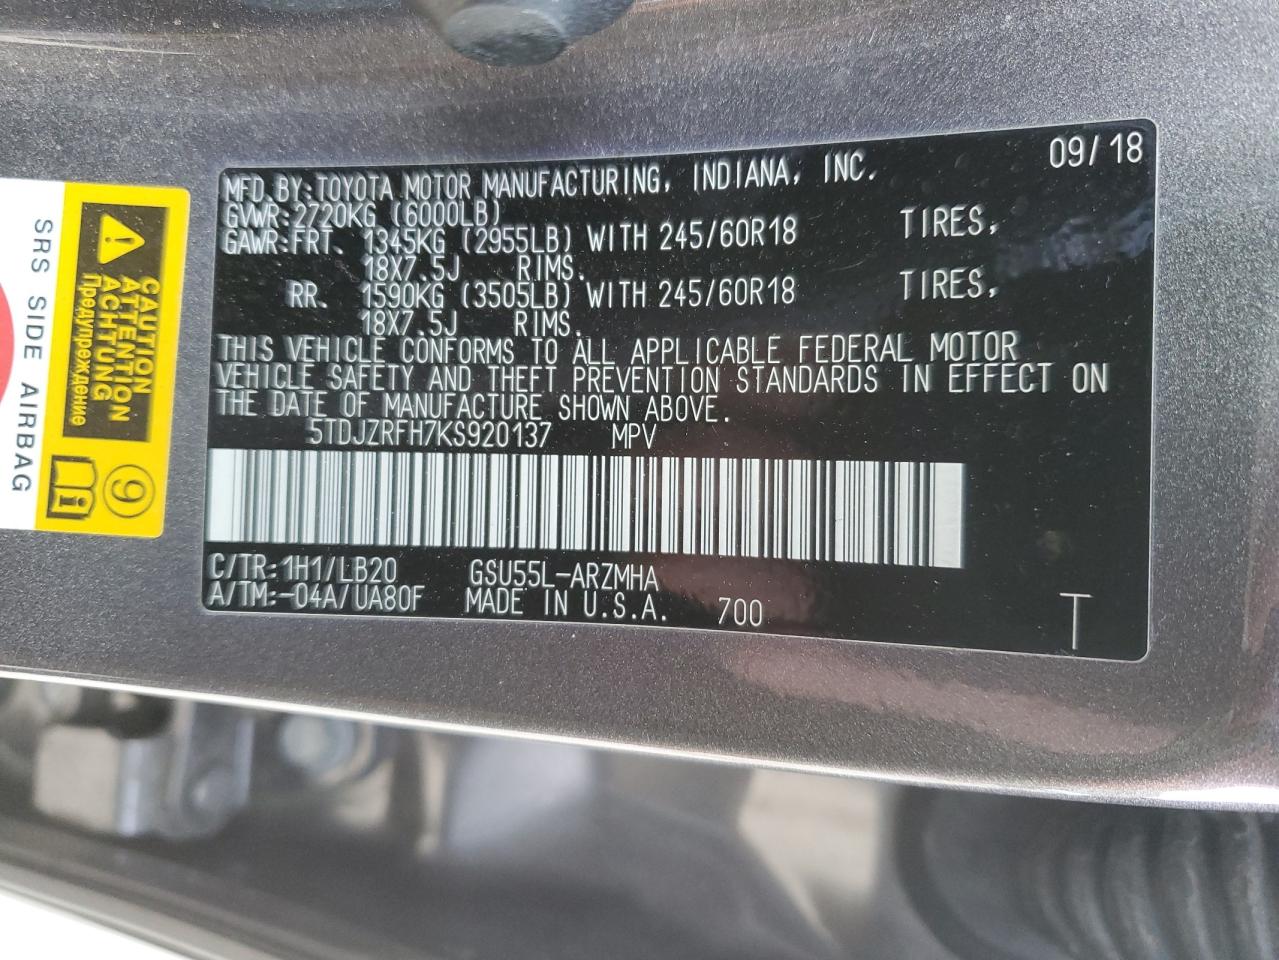 09/18
MFD BY:TOYOTA MOTOR MANUFACTURING, INDIANA, INC.
GVWR:2720KG (6000LB)
GAWR:FRT. 1345KG (2955LB) WITH 245/60R18 TIRES,
18X7.5J RIMS.
RR. 1590KG (3505LB) WITH 245/60R18 TIRES,
18X7.5J RIMS.
THIS VEHICLE CONFORMS TO ALL APPLICABLE FEDERAL MOTOR
VEHICLE SAFETY AND THEFT PREVENTION STANDARDS IN EFFECT ON
THE DATE OF MANUFACTURE SHOWN ABOVE.
5TDJZRFH7KS920137 MPV
C/TR:1H1/LB20 GSU55L-ARZMHA
A/TM:-04A/UA80F MADE IN U.S.A. 700 T
CAUTION
ATTENTION
ACHTUNG
Предупреждение
9
SRS SIDE AIRBAG